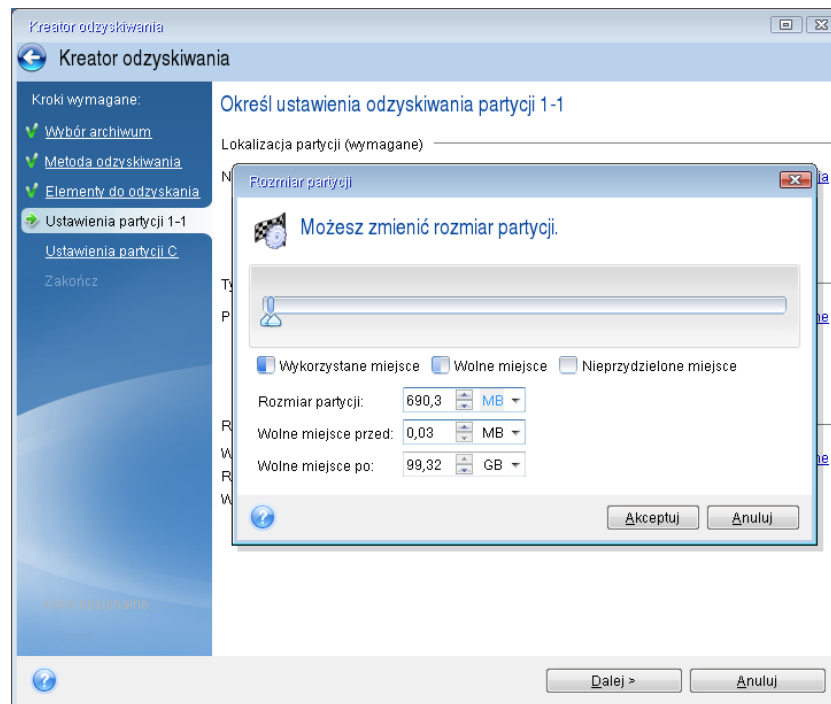 Kreator odzyskiwania
Kreator odzyskiwania
Kroki wymagane:
Wybór archiwum
Metoda odzyskiwania
Elementy do odzyskania
Ustawienia partycji 1-1
Ustawienia partycji C
Zakończ
Określ ustawienia odzyskiwania partycji 1-1
Lokalizacja partycji (wymagane)
Rozmiar partycji
Możesz zmienić rozmiar partycji.
Wykorzystane miejsce Wolne miejsce Nieprzydzielone miejsce
Rozmiar partycji: 690,3 MB
Wolne miejsce przed: 0,03 MB
Wolne miejsce po: 99,32 GB
Akceptuj Anuluj
Dalej > Anuluj